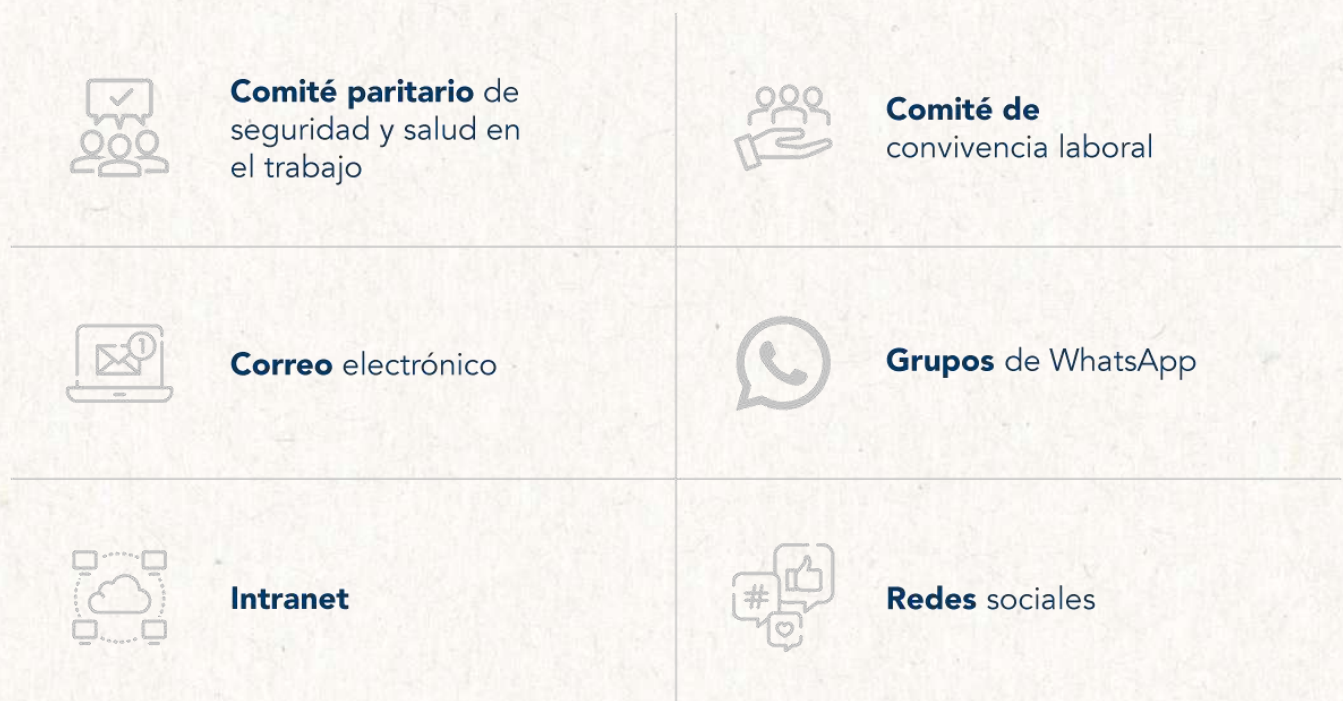 Comité paritario de
seguridad y salud en
el trabajo
Comité de
convivencia laboral
1
Correo electrónico
Grupos de WhatsApp
Intranet
#
Redes sociales